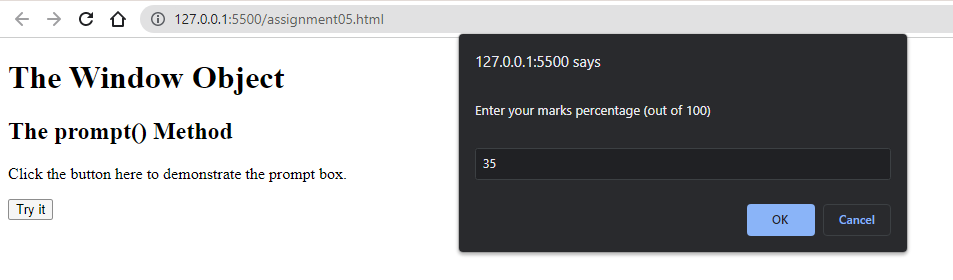 127.0.0.1:5500/assignment05.html
The Window Object
The prompt() Method
Click the button here to demonstrate the prompt box.
Try it
127.0.0.1:5500 says
Enter your marks percentage (out of 100)
35
OK Cancel